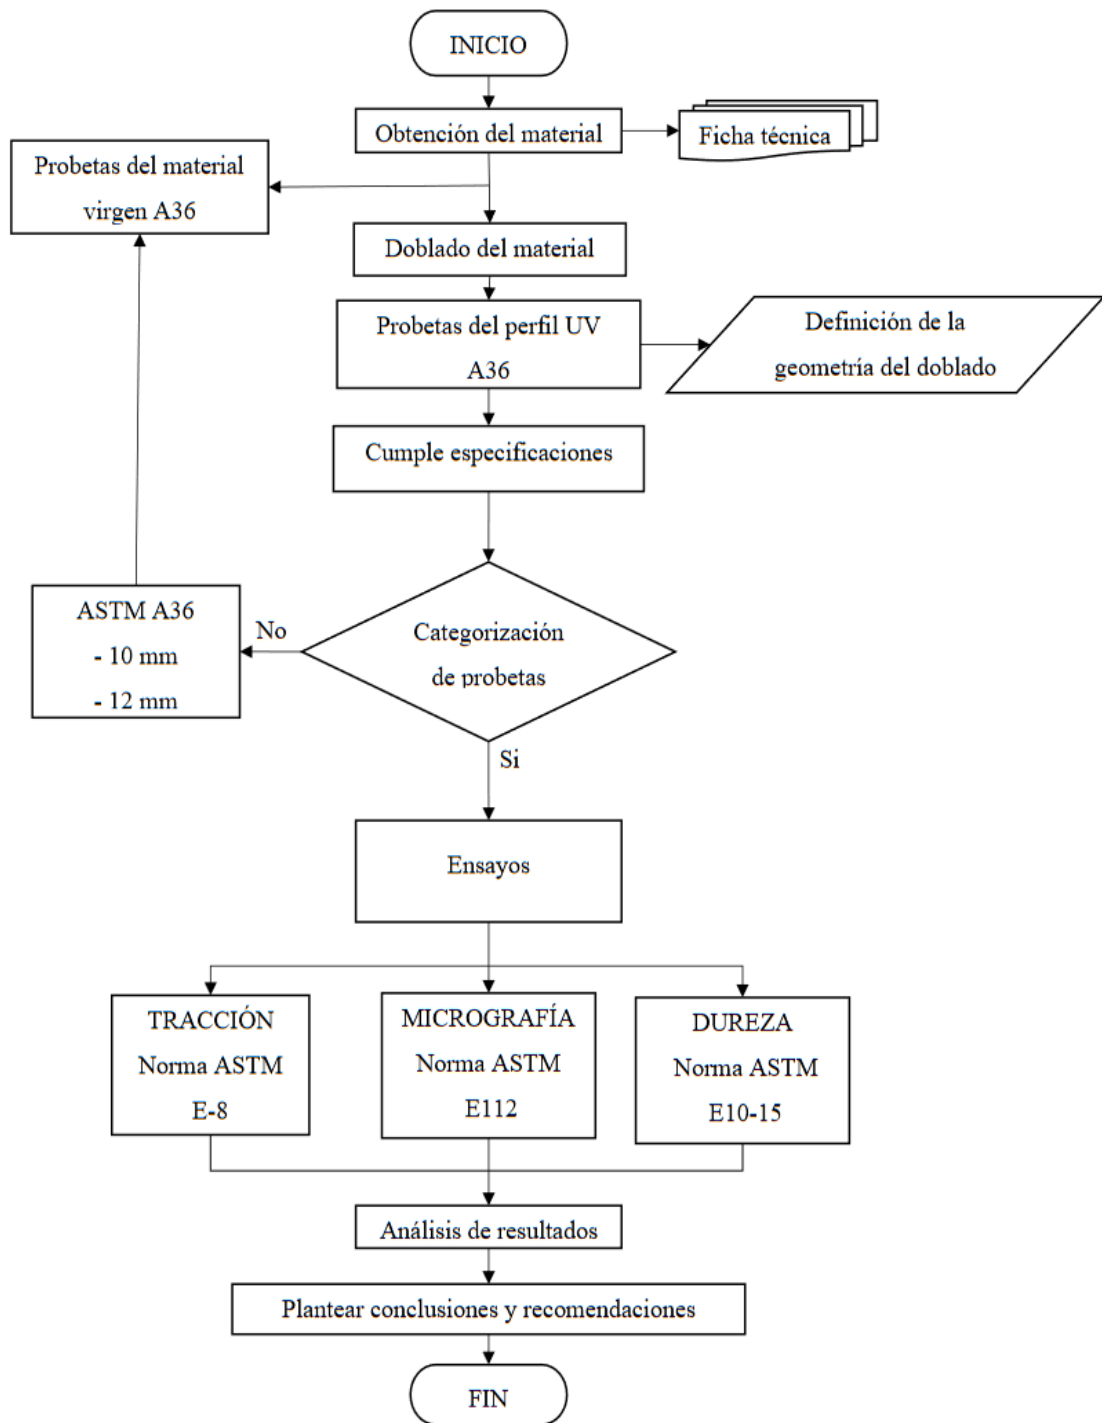 INICIO
Obtención del material
Ficha técnica
Probetas del material
virgen A36
Doblado del material
Probetas del perfil UV
A36
Definición de la
geometría del doblado
Cumple especificaciones
ASTM A36
- 10 mm
- 12 mm
No
Categorización
de probetas
Si
Ensayos
TRACCIÓN
Norma ASTM
E-8
MICROGRAFÍA
Norma ASTM
E112
DUREZA
Norma ASTM
E10-15
Análisis de resultados
Plantear conclusiones y recomendaciones
FIN